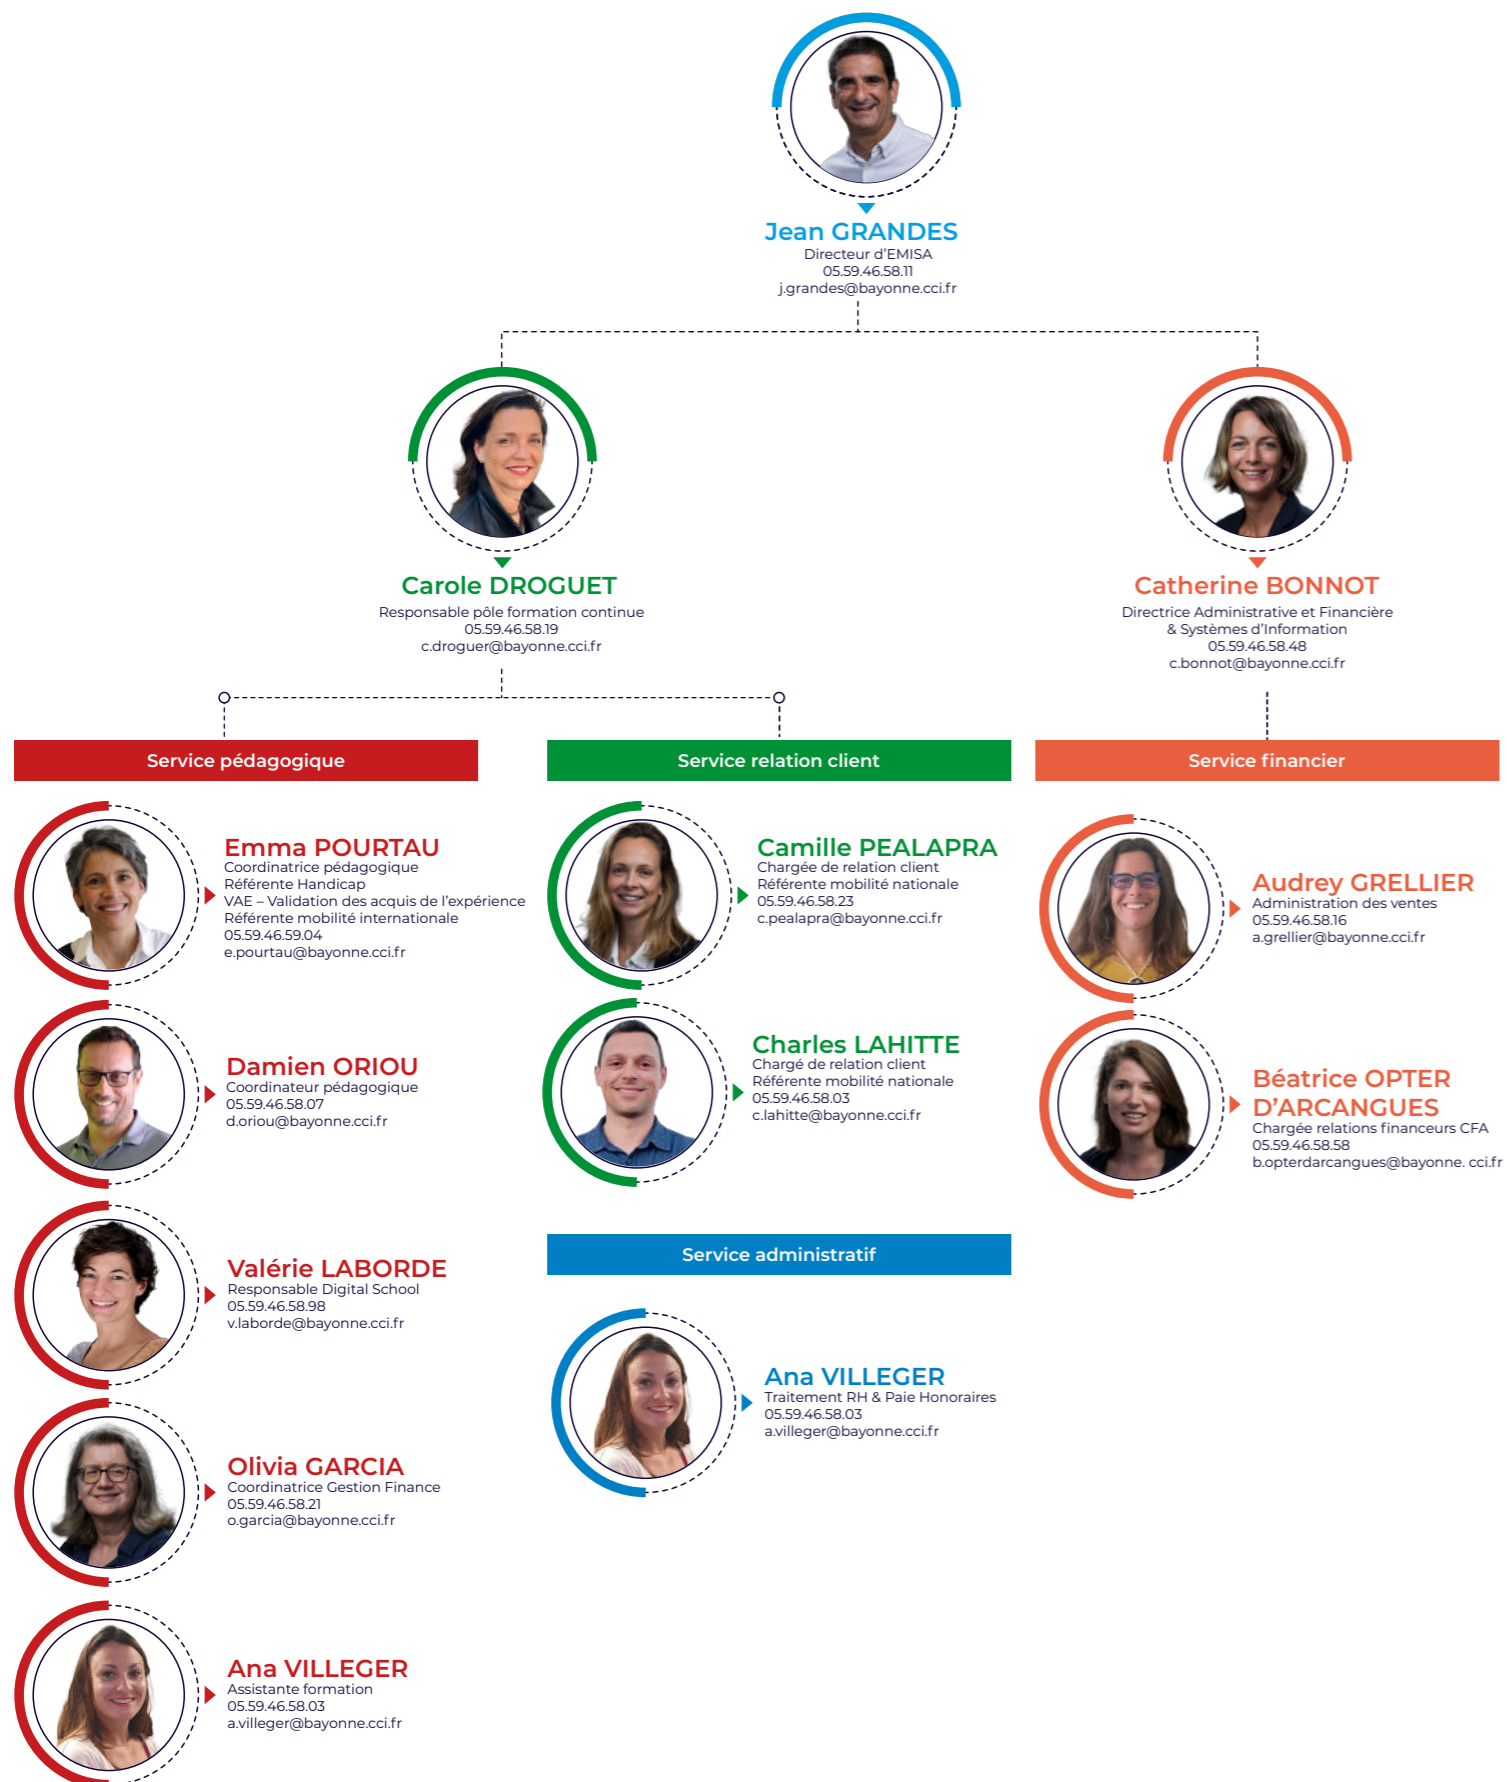 Jean GRANDES
Directeur d'EMISA
05.59.46.58.11
j.grandes@bayonne.cci.fr
Carole DROGUET
Responsable pôle formation continue
05.59.46.58.19
c.droguer@bayonne.cci.fr
Catherine BONNOT
Directrice Administrative et Financière
& Systèmes d'Information
05.59.46.58.48
c.bonnot@bayonne.cci.fr
Service pédagogique
Emma POURTAU
Coordinatrice pédagogique
Référente Handicap
VAE – Validation des acquis de l'expérience
Référente mobilité internationale
05.59.46.59.04
e.pourtau@bayonne.cci.fr
Damien ORIOU
Coordinateur pédagogique
05.59.46.58.07
d.oriou@bayonne.cci.fr
Valérie LABORDE
Responsable Digital School
05.59.46.58.98
v.laborde@bayonne.cci.fr
Olivia GARCIA
Coordinatrice Gestion Finance
05.59.46.58.21
o.garcia@bayonne.cci.fr
Ana VILLEGER
Assistante formation
05.59.46.58.03
a.villeger@bayonne.cci.fr
Service relation client
Camille PEALAPRA
Chargée de relation client
Référente mobilité nationale
05.59.46.58.23
c.pealapra@bayonne.cci.fr
Charles LAHITTE
Chargé de relation client
Référente mobilité nationale
05.59.46.58.03
c.lahitte@bayonne.cci.fr
Service administratif
Ana VILLEGER
Traitement RH & Paie Honoraires
05.59.46.58.03
a.villeger@bayonne.cci.fr
Service financier
Audrey GRELLIER
Administration des ventes
05.59.46.58.16
a.grellier@bayonne.cci.fr
Béatrice OPTER
D'ARCANGUES
Chargée relations financeurs CFA
05.59.46.58.58
b.opterdarcangues@bayonne. cci.fr